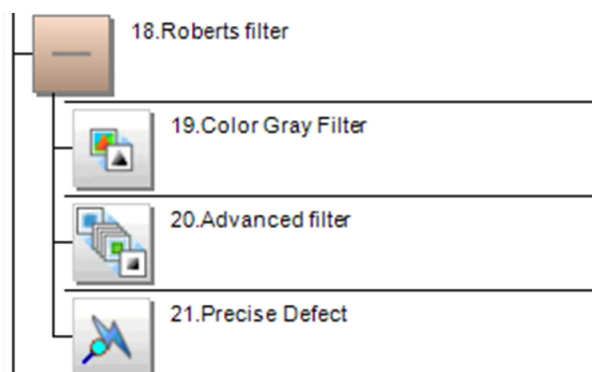 18.Roberts filter
19.Color Gray Filter
20.Advanced filter
21.Precise Defect